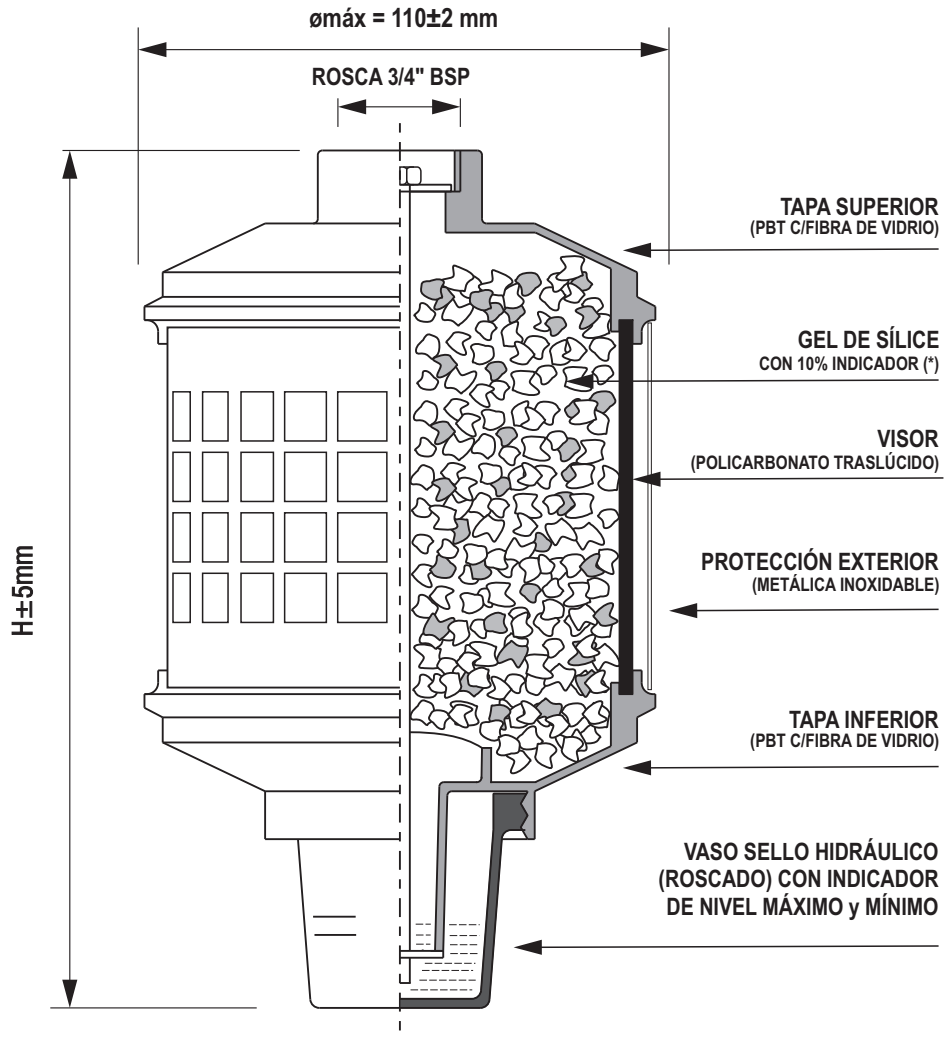 ømáx = 110±2 mm
ROSCA 3/4" BSP
TAPA SUPERIOR
(PBT C/FIBRA DE VIDRIO)
GEL DE SÍLICE
CON 10% INDICADOR (*)
VISOR
(POLICARBONATO TRASLÚCIDO)
H±5mm
PROTECCIÓN EXTERIOR
(METÁLICA INOXIDABLE)
TAPA INFERIOR
(PBT C/FIBRA DE VIDRIO)
VASO SELLO HIDRÁULICO
(ROSCADO) CON INDICADOR
DE NIVEL MÁXIMO y MÍNIMO